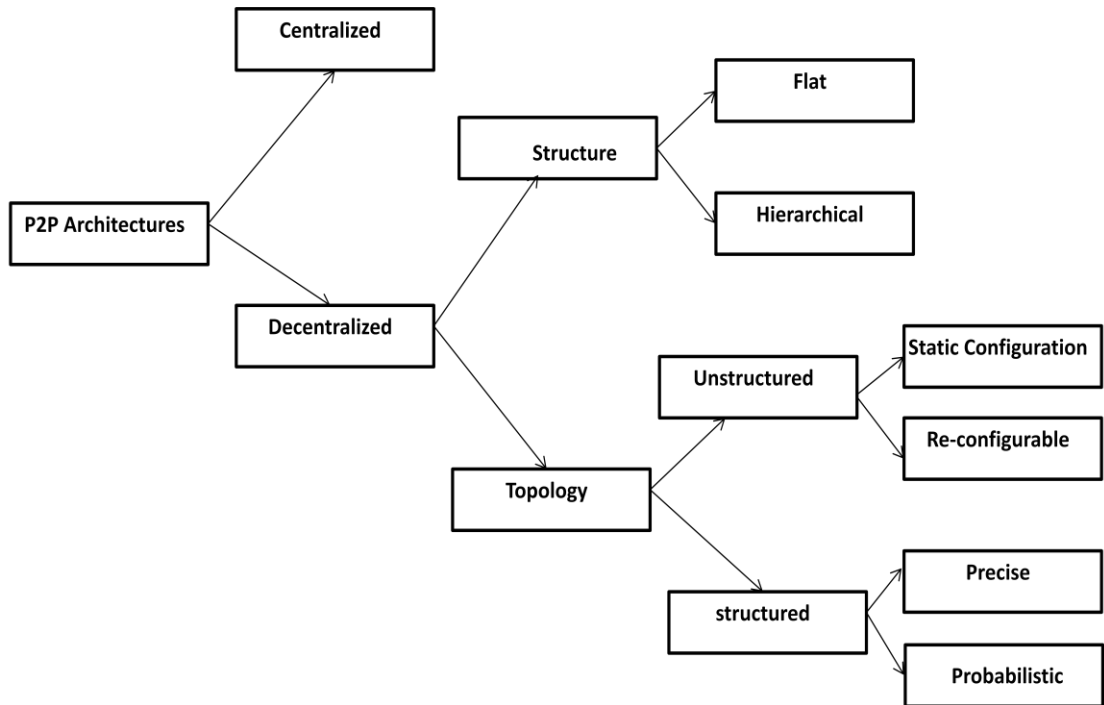 Centralized
Flat
Structure
Hierarchical
P2P Architectures
Decentralized
Static Configuration
Unstructured
Re-configurable
Topology
Precise
structured
Probabilistic